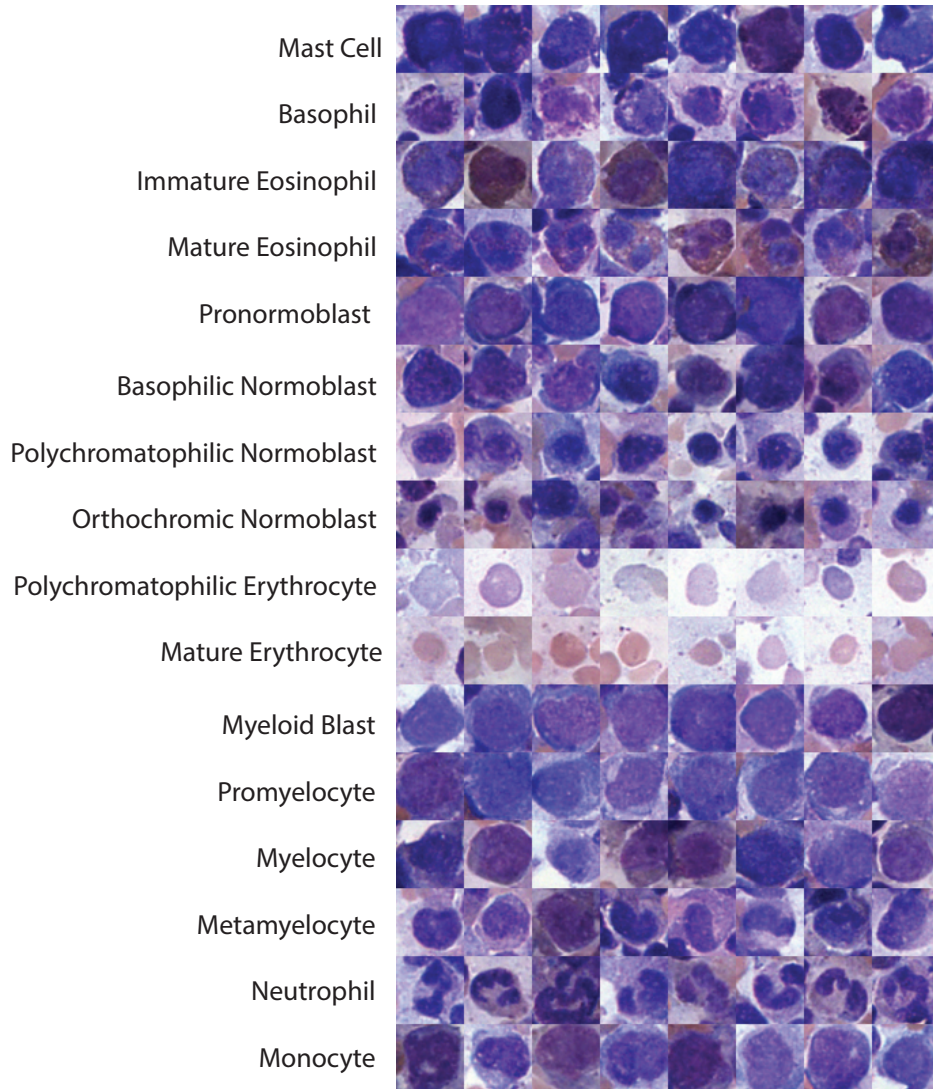 Mast Cell
Basophil
Immature Eosinophil
Mature Eosinophil
Pronormoblast
Basophilic Normoblast
Polychromatophilic Normoblast
Orthochromic Normoblast
Polychromatophilic Erythrocyte
Mature Erythrocyte
Myeloid Blast
Promyelocyte
Myelocyte
Metamyelocyte
Neutrophil
Monocyte